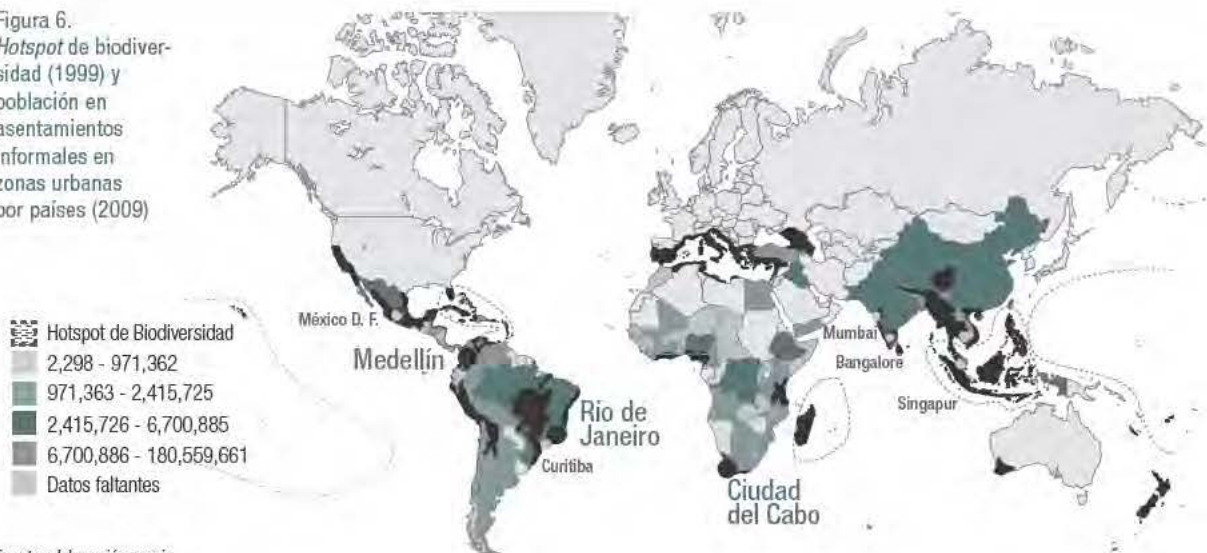 Figura 6.
Hotspot de biodiver-
sidad (1999) y
población en
asentamientos
informales en
zonas urbanas
por países (2009)
Hotspot de Biodiversidad
2,298 - 971,362
971,363 - 2,415,725
2,415,726 - 6,700,885
6,700,886 - 180,559,661
Datos faltantes
México D. F.
Medellín
Rio de
Janeiro
Curitiba
Ciudad
del Cabo
Mumbai
Bangalore
Singapur